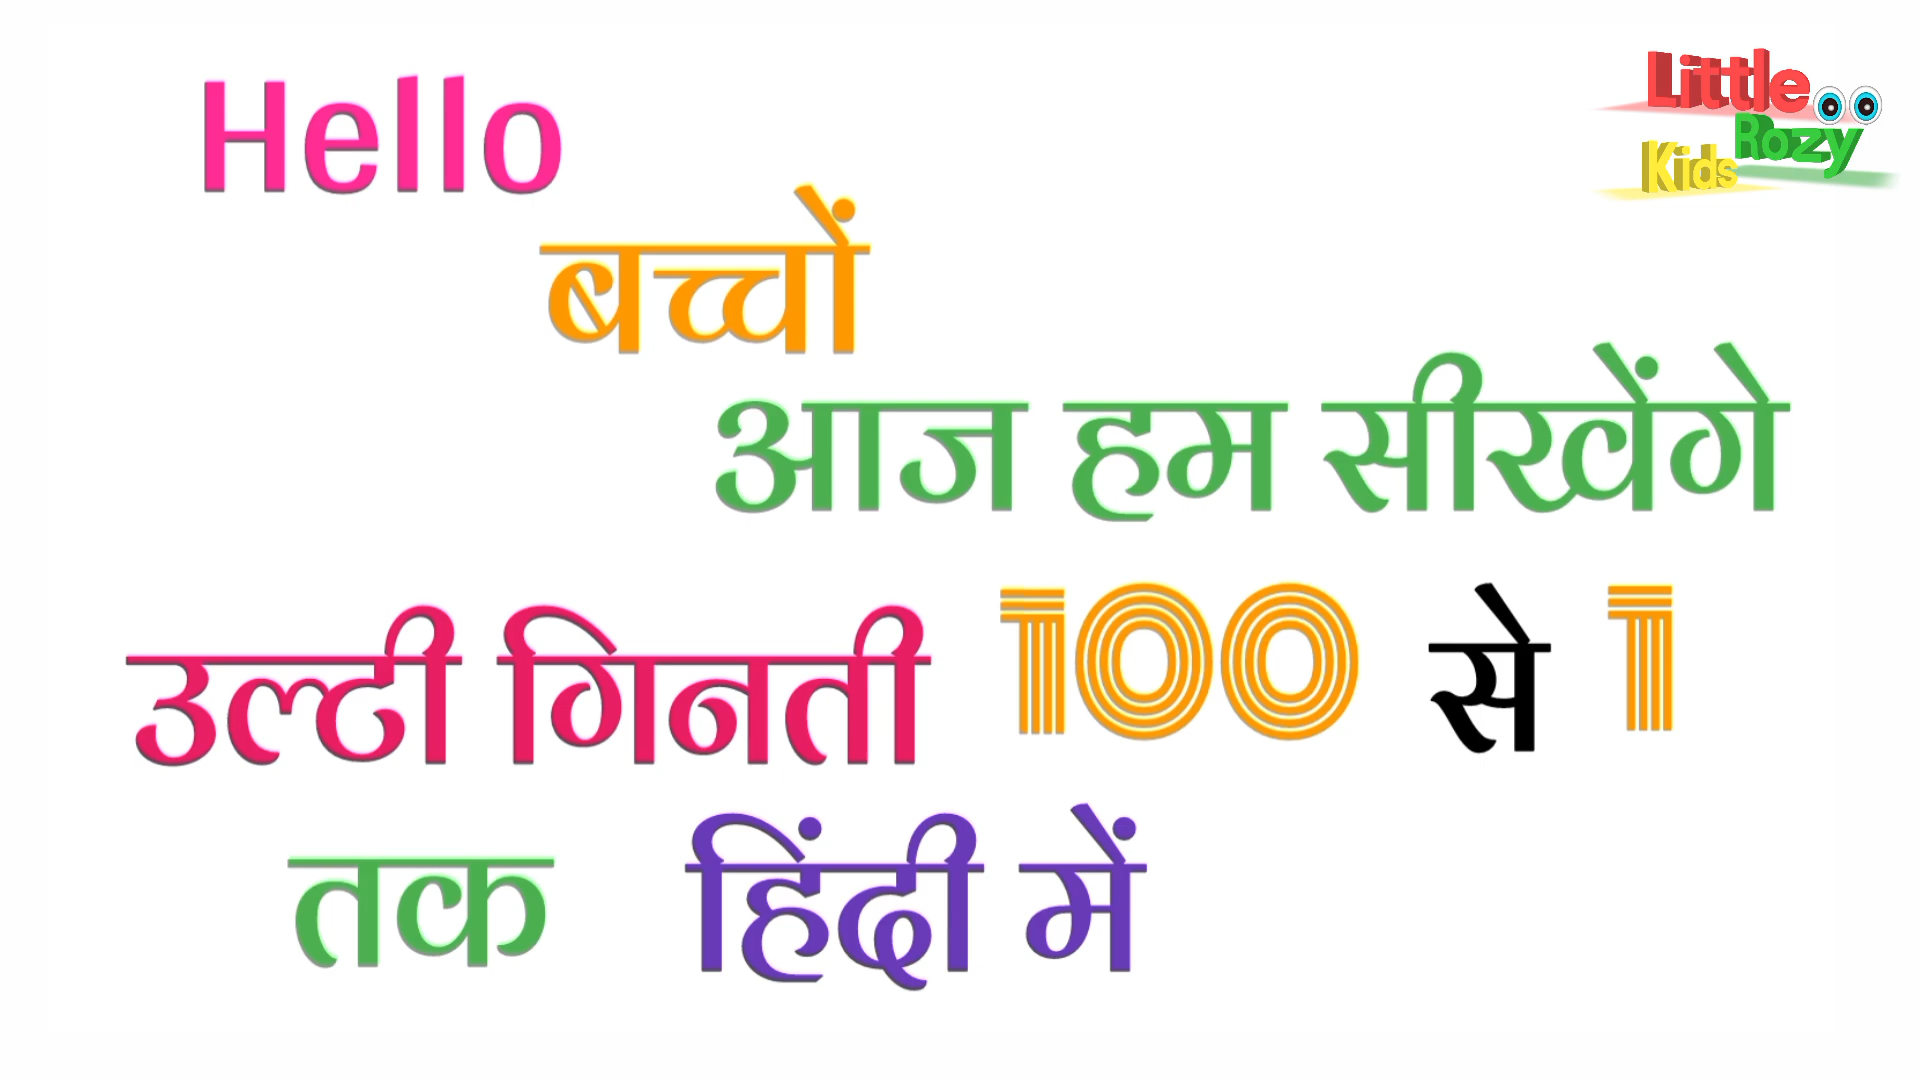 Hello
बच्चों
आज हम सीखेंगे
उल्टी गिनती 100 से 1
तक हिंदी में
Little
Rozy
Kids